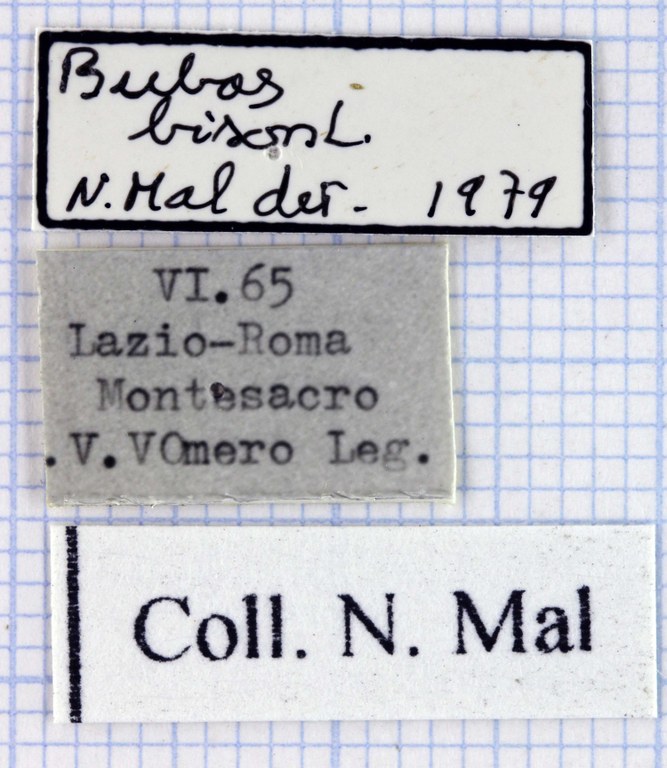 Bubas
bison L.
N. Mal det. 1979
VI.65
Lazio-Roma
Montesacro
.V.VOmero Leg.
Coll. N. Mal